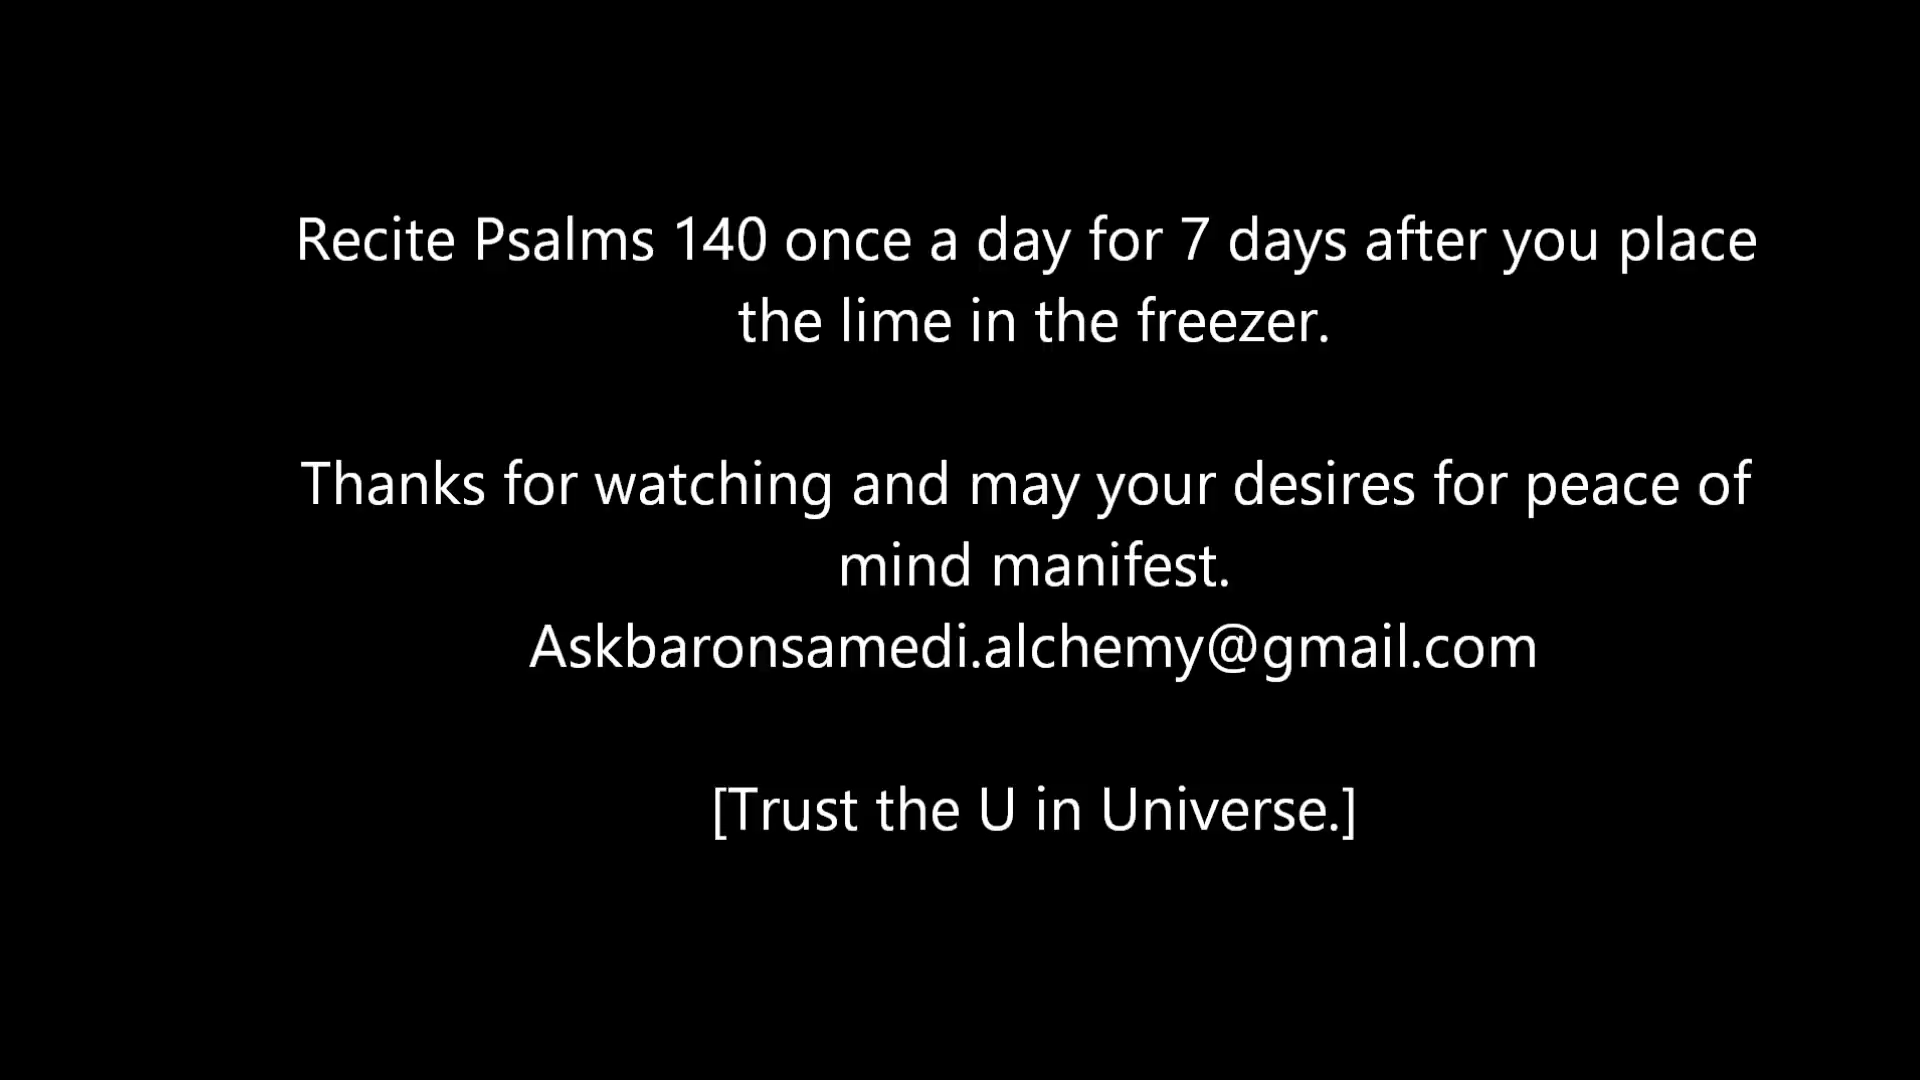 Recite Psalms 140 once a day for 7 days after you place
the lime in the freezer.
Thanks for watching and may your desires for peace of
mind manifest.
Askbaronsamedi.alchemy@gmail.com
[Trust the U in Universe.]